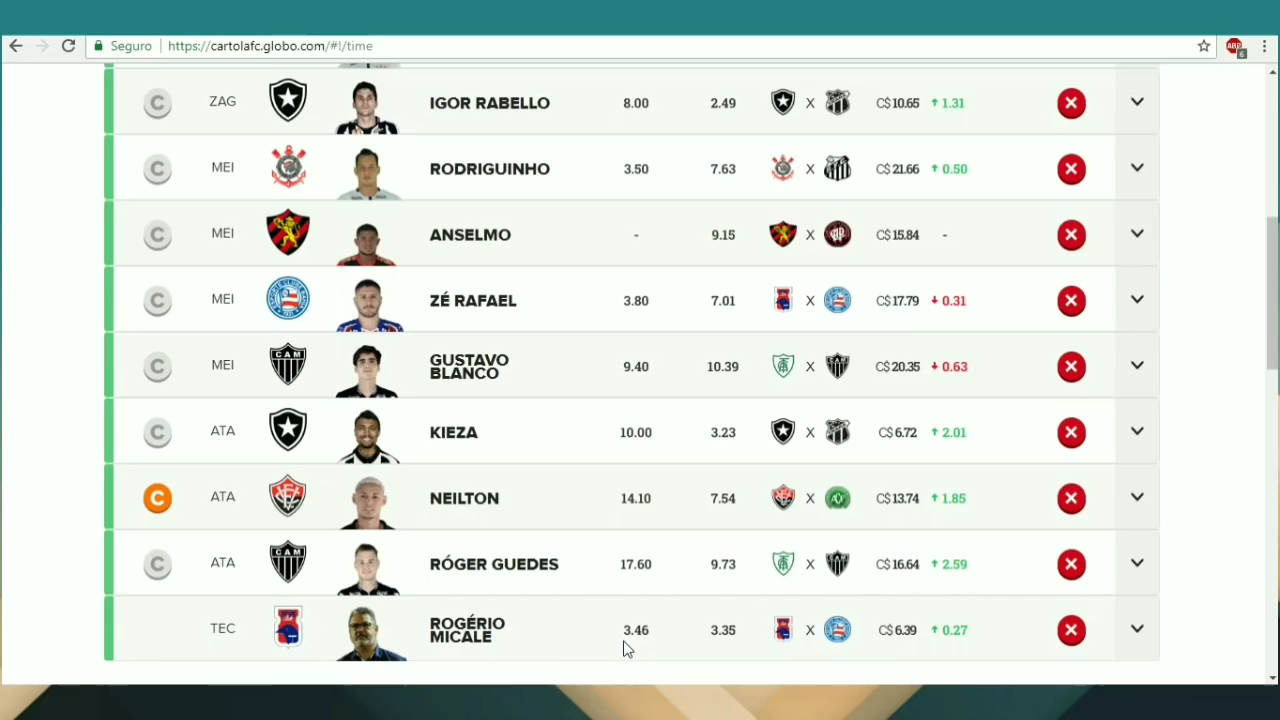 Seguro
https://cartolafc.globo.com/#!/time
ABP
6
C ZAG IGOR RABELLO 8.00 2.49 X C$ 10.65 1.31
C MEI RODRIGUINHO 3.50 7.63 X C$ 21.66 0.50
C MEI ANSELMO - 9.15 X C$ 15.84 -
C MEI ZÉ RAFAEL 3.80 7.01 X C$ 17.79 0.31
C MEI CAM GUSTAVO
BLANCO 9.40 10.39 X C$ 20.35 0.63
C ATA KIEZA 10.00 3.23 X C$ 6.72 2.01
C ATA NEILTON 14.10 7.54 X C$ 13.74 1.85
C ATA CAM RÓGER GUEDES 17.60 9.73 X C$ 16.64 2.59
TEC ROGÉRIO
MICALE 3.46 3.35 X C$ 6.39 0.27